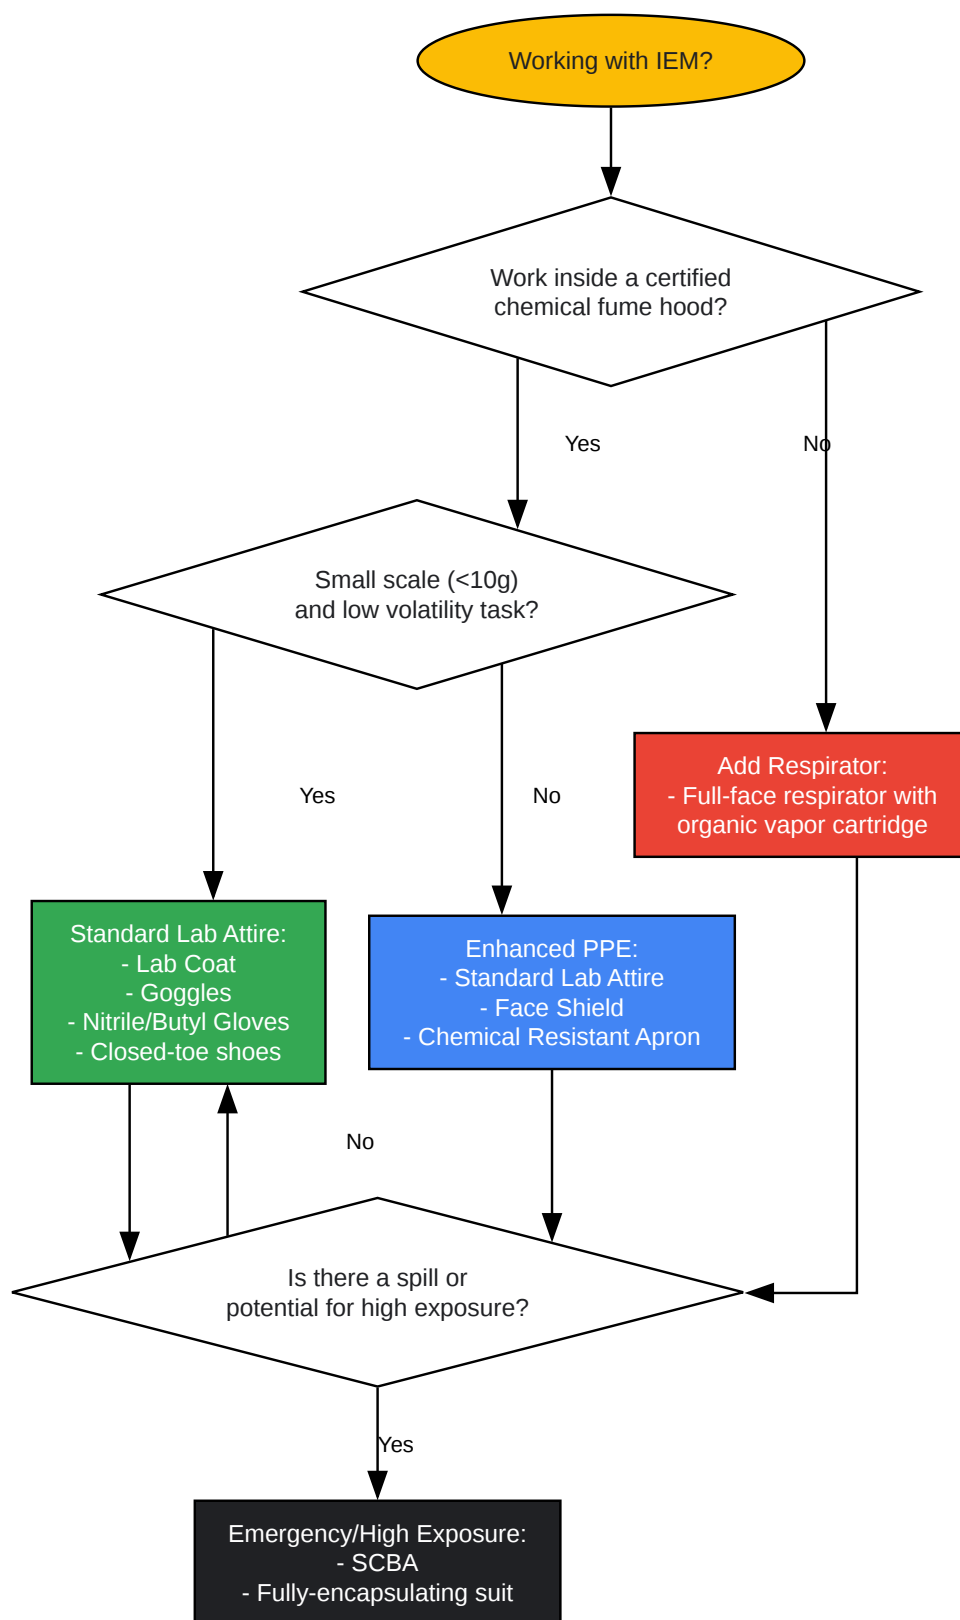 Working with IEM?
Work inside a certified
chemical fume hood?
Yes
No
Small scale (<10g)
and low volatility task?
Yes
No
Add Respirator:
- Full-face respirator with
organic vapor cartridge
Standard Lab Attire:
- Lab Coat
- Goggles
- Nitrile/Butyl Gloves
- Closed-toe shoes
Enhanced PPE:
- Standard Lab Attire
- Face Shield
- Chemical Resistant Apron
No
Is there a spill or
potential for high exposure?
Yes
Emergency/High Exposure:
- SCBA
- Fully-encapsulating suit